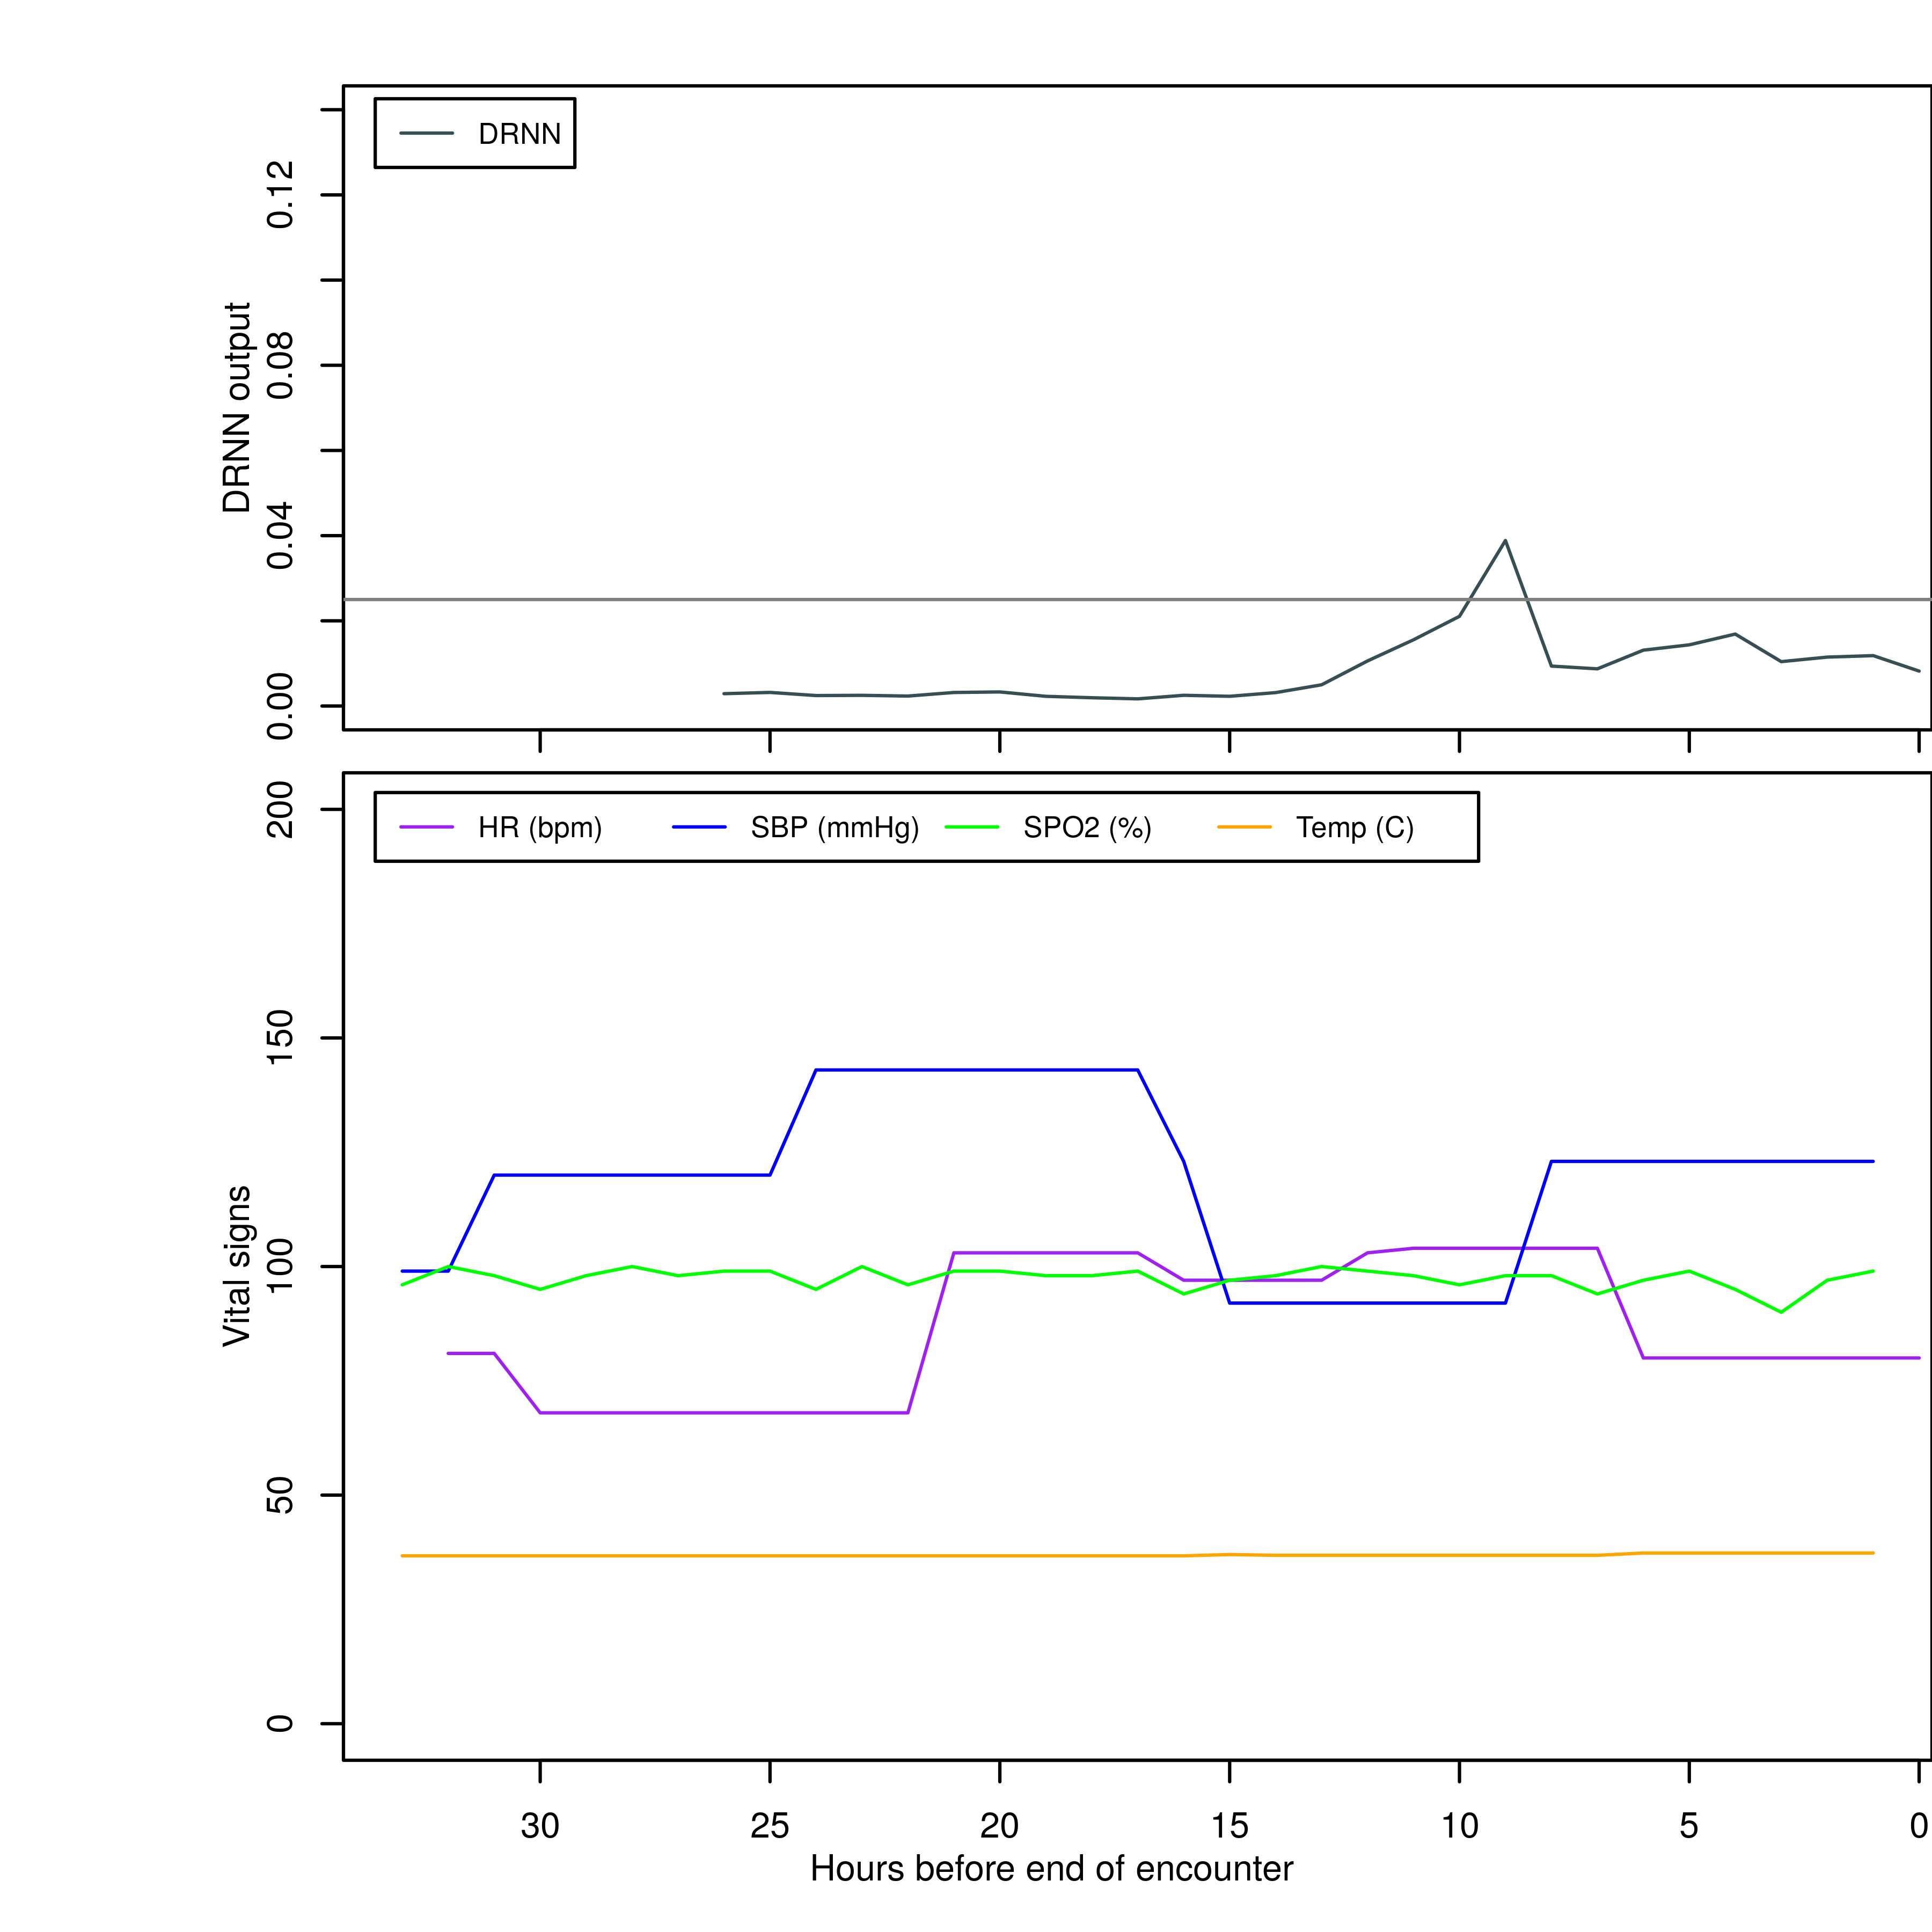 DRNN
0.12
0.08
0.04
0.00
DRNN output
HR (bpm) SBP (mmHg) SPO2 (%) Temp (C)
200
150
100
50
0
Vital signs
30 25 20 15 10 5 0
Hours before end of encounter